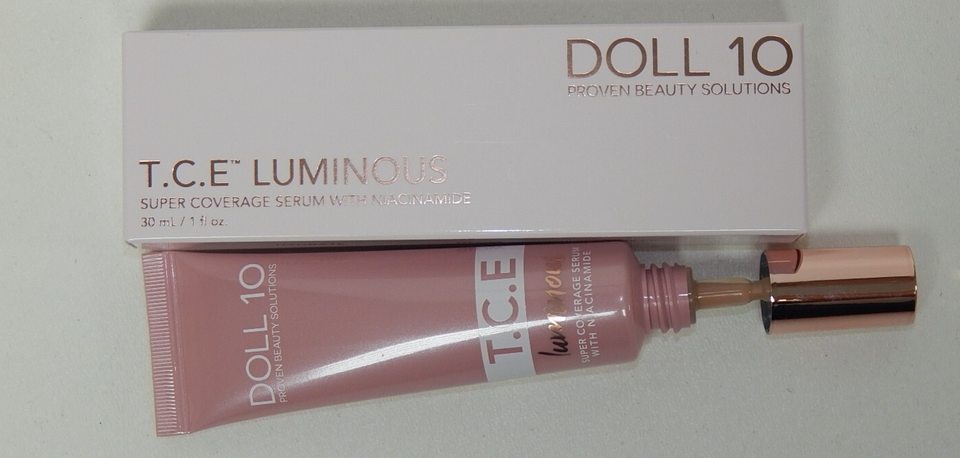 DOLL 10
PROVEN BEAUTY SOLUTIONS
T.C.E™ LUMINOUS
SUPER COVERAGE SERUM WITH NIACINAMIDE
30 mL / 1 fl oz.
DOLL 10
PROVEN BEAUTY SOLUTIONS
T.C.E
luminous
SUPER COVERAGE SERUM
WITH NIACINAMIDE